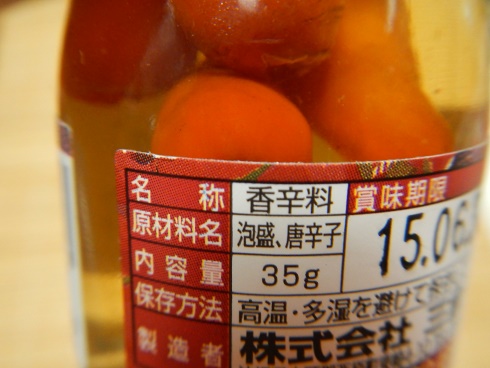 名称 香辛料 賞味期限
原材料名 泡盛、唐辛子 15.06.
内容量 35g
保存方法 高温・多湿を避けて
製造者 株式会社